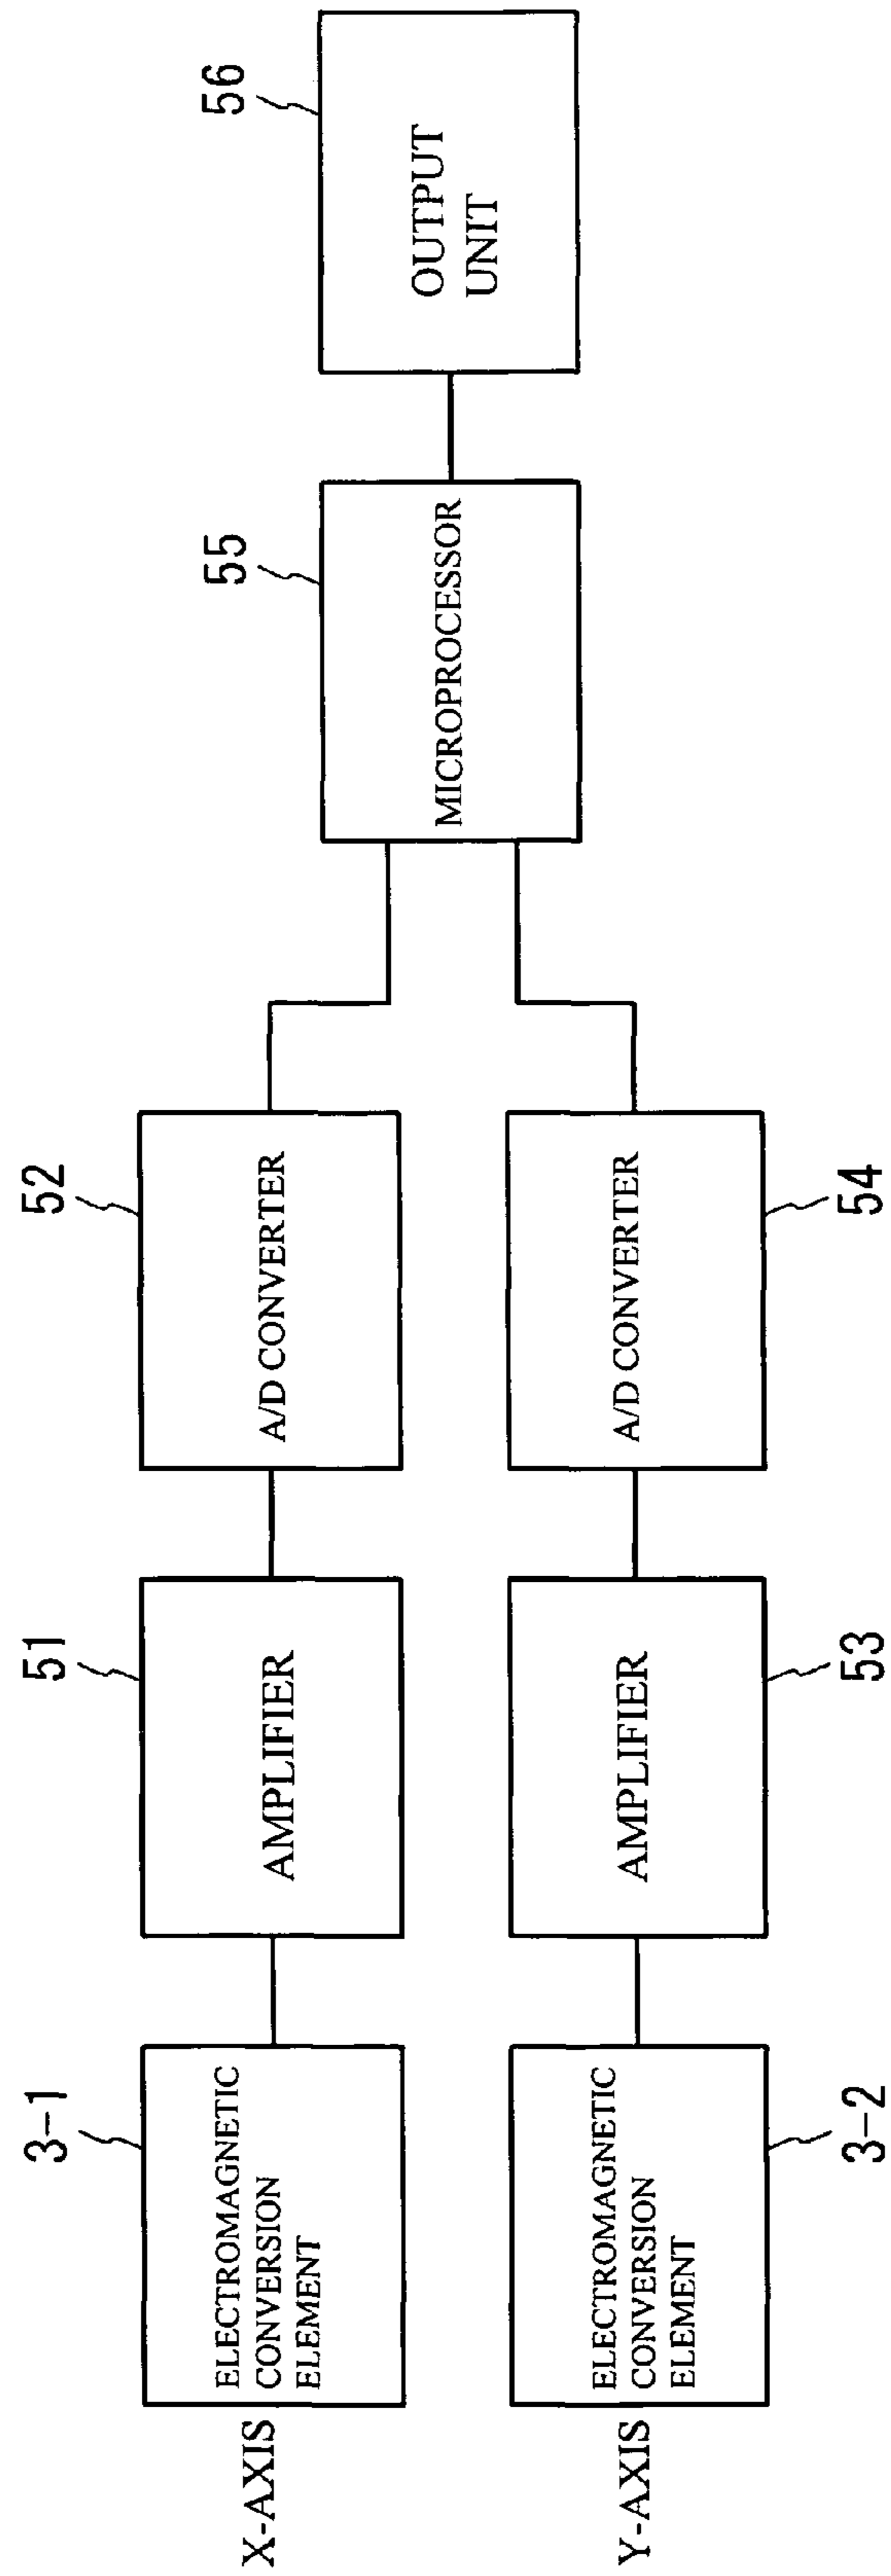 3-1
51
52
55
56
X-AXIS
ELECTROMAGNETIC
CONVERSION
ELEMENT
AMPLIFIER
A/D CONVERTER
MICROPROCESSOR
OUTPUT
UNIT
Y-AXIS
ELECTROMAGNETIC
CONVERSION
ELEMENT
AMPLIFIER
A/D CONVERTER
3-2
53
54